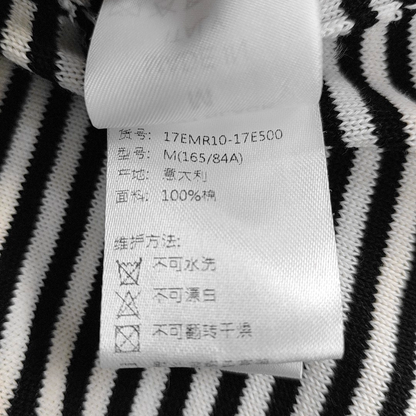 货号: 17EMR10-17E500
型号: M(165/84A)
产地: 意大利
面料: 100%棉
维护方法:
不可水洗
不可漂白
不可翻转干燥